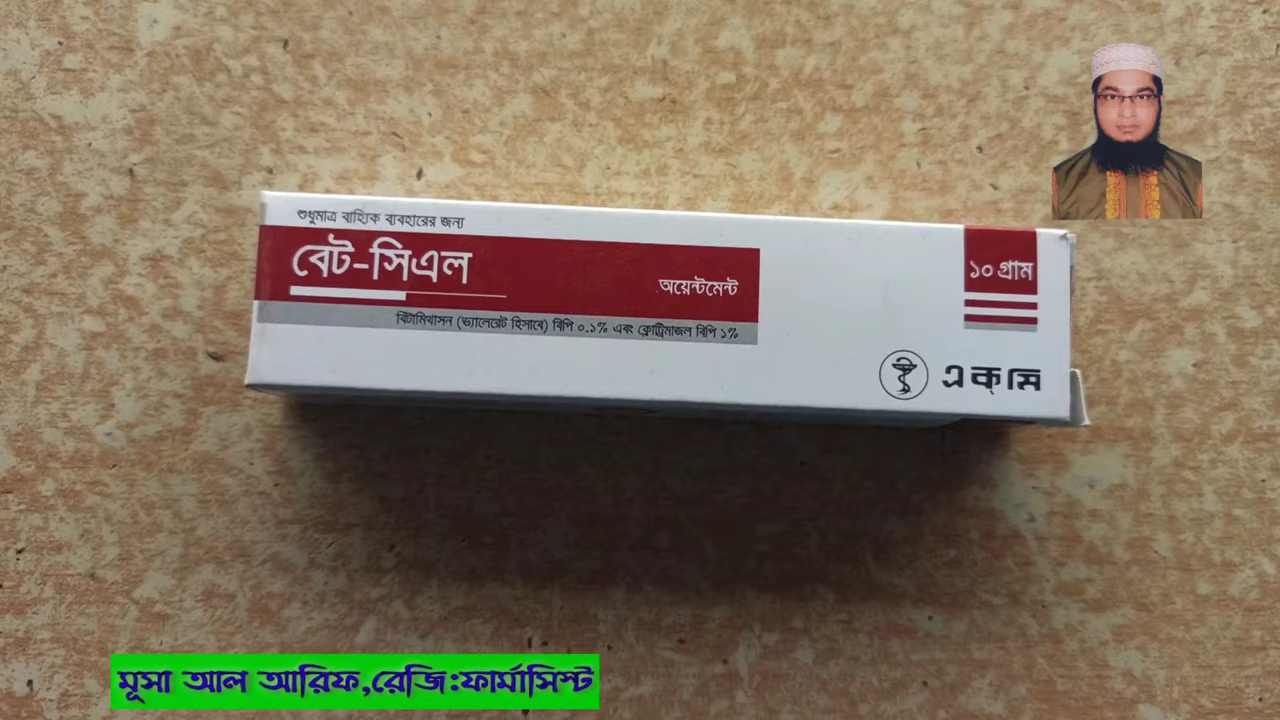 শুধুমাত্র বাহ্যিক ব্যবহারের জন্য
বেট-সিএল
অয়েন্টমেন্ট
১০ গ্রাম
বিটামিথাসন (ভ্যালেরেট হিসাবে) বিপি ০.১% এবং ক্লোট্রিমাজল বিপি ১%
একমি
মূসা আল আরিফ,রেজি:ফার্মাসিস্ট